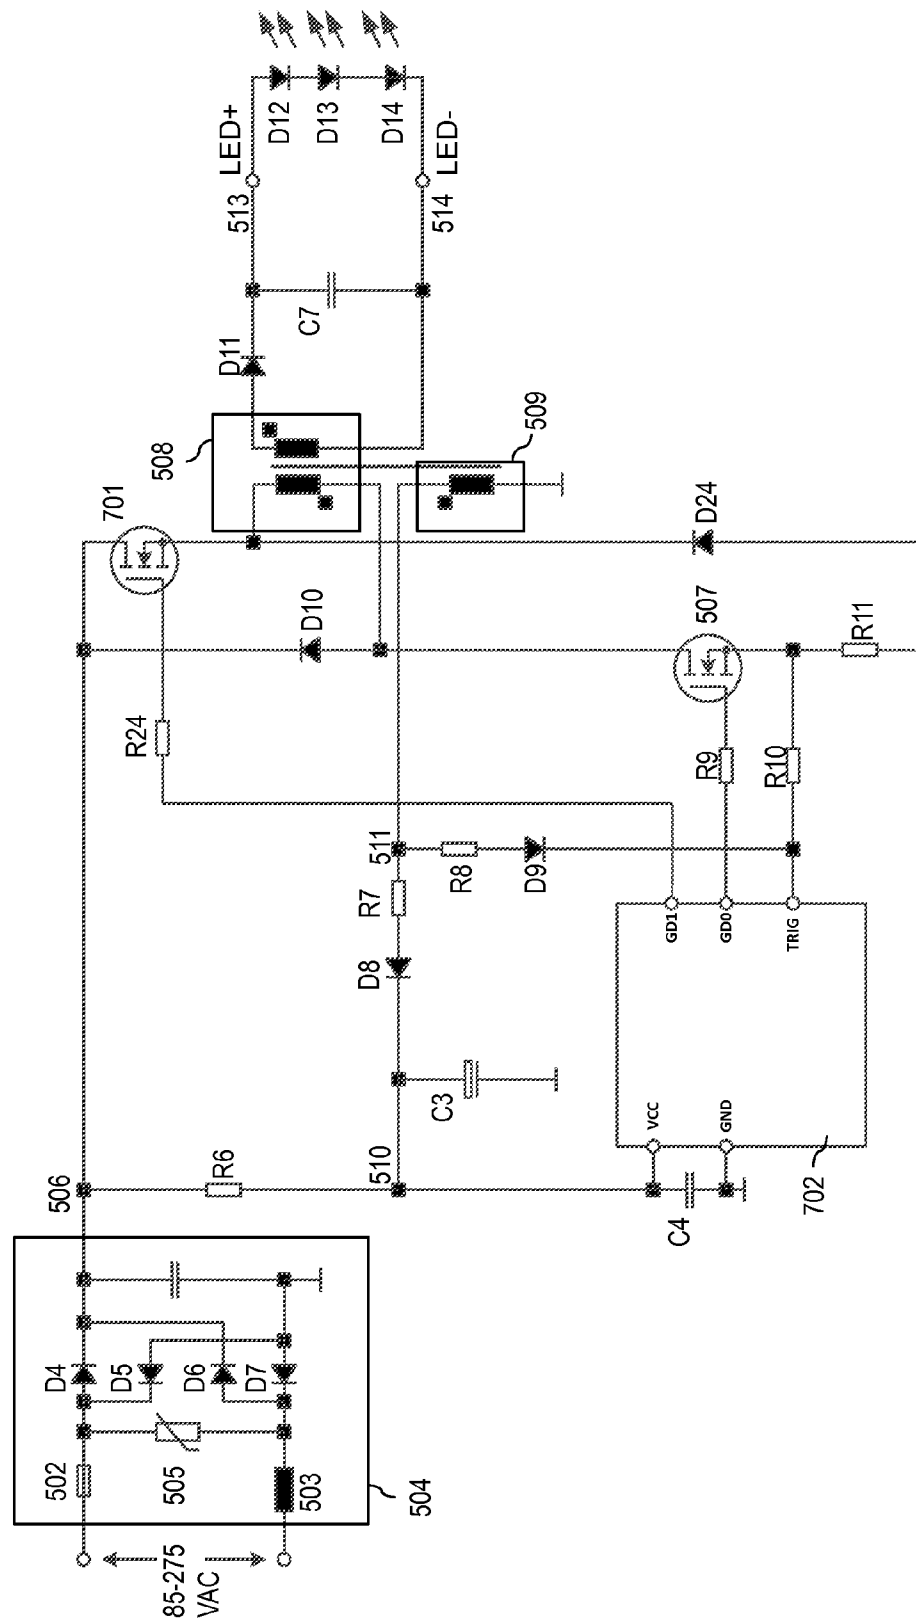 85-275
VAC
502
505
503
504
D4
D5
D6
D7
506
R6
510
C3
C4
702
VCC
GND
GD1
GD0
TRIG
D8
R7
511
R8
D9
R24
R9
R10
R11
D10
507
701
D24
508
509
D11
C7
513
LED+
514
LED-
D12
D13
D14